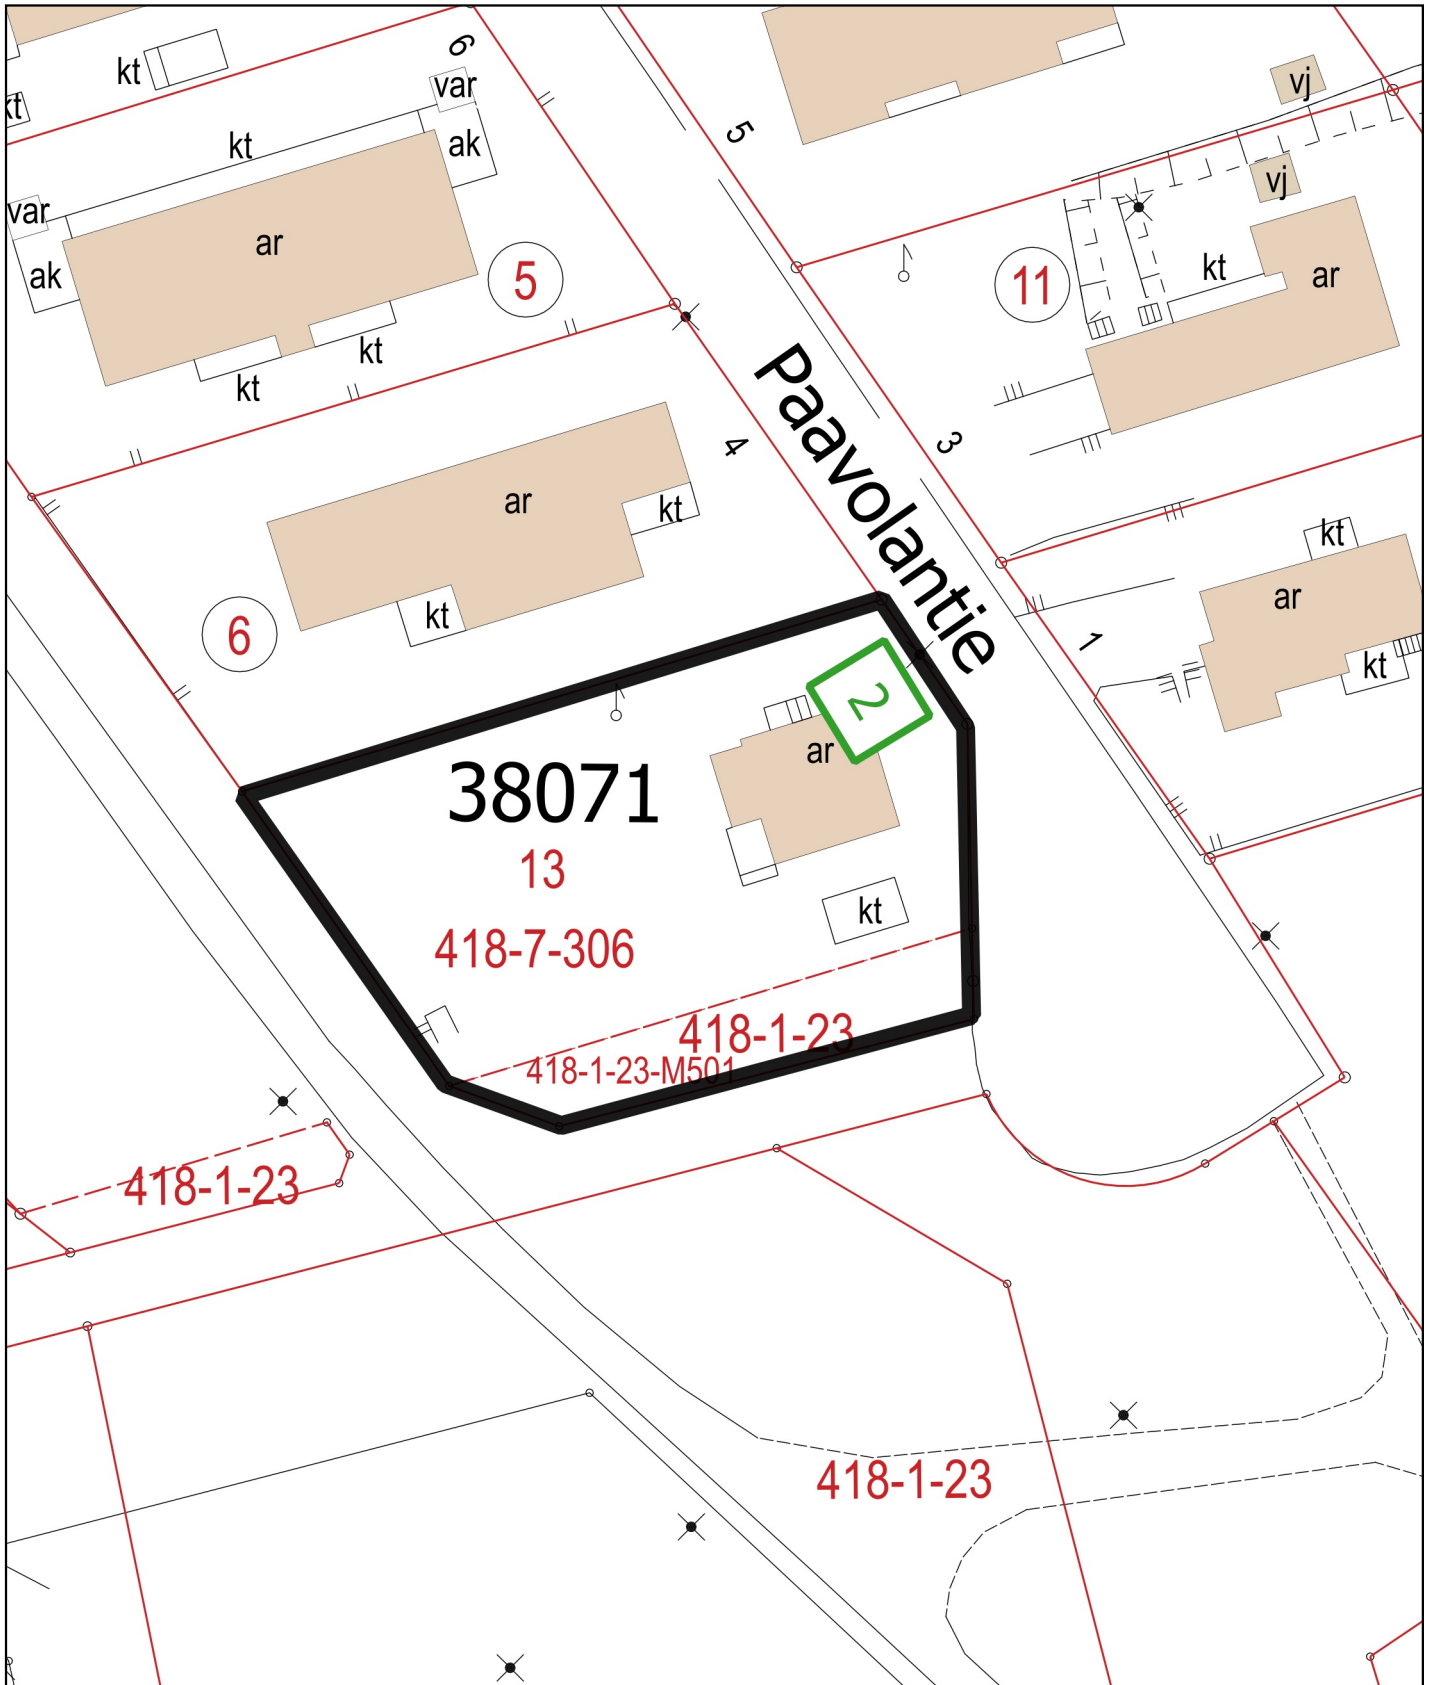 6
kt
var
vj
kt
5
kt
ak
vj
var
ar
ak
5
11
kt
ar
kt
kt
Paavolantie
4
3
ar
kt
kt
ar
kt
6
1
kt
2
ar
38071
13
kt
418-7-306
418-1-23
418-1-23-M501
418-1-23
418-1-23